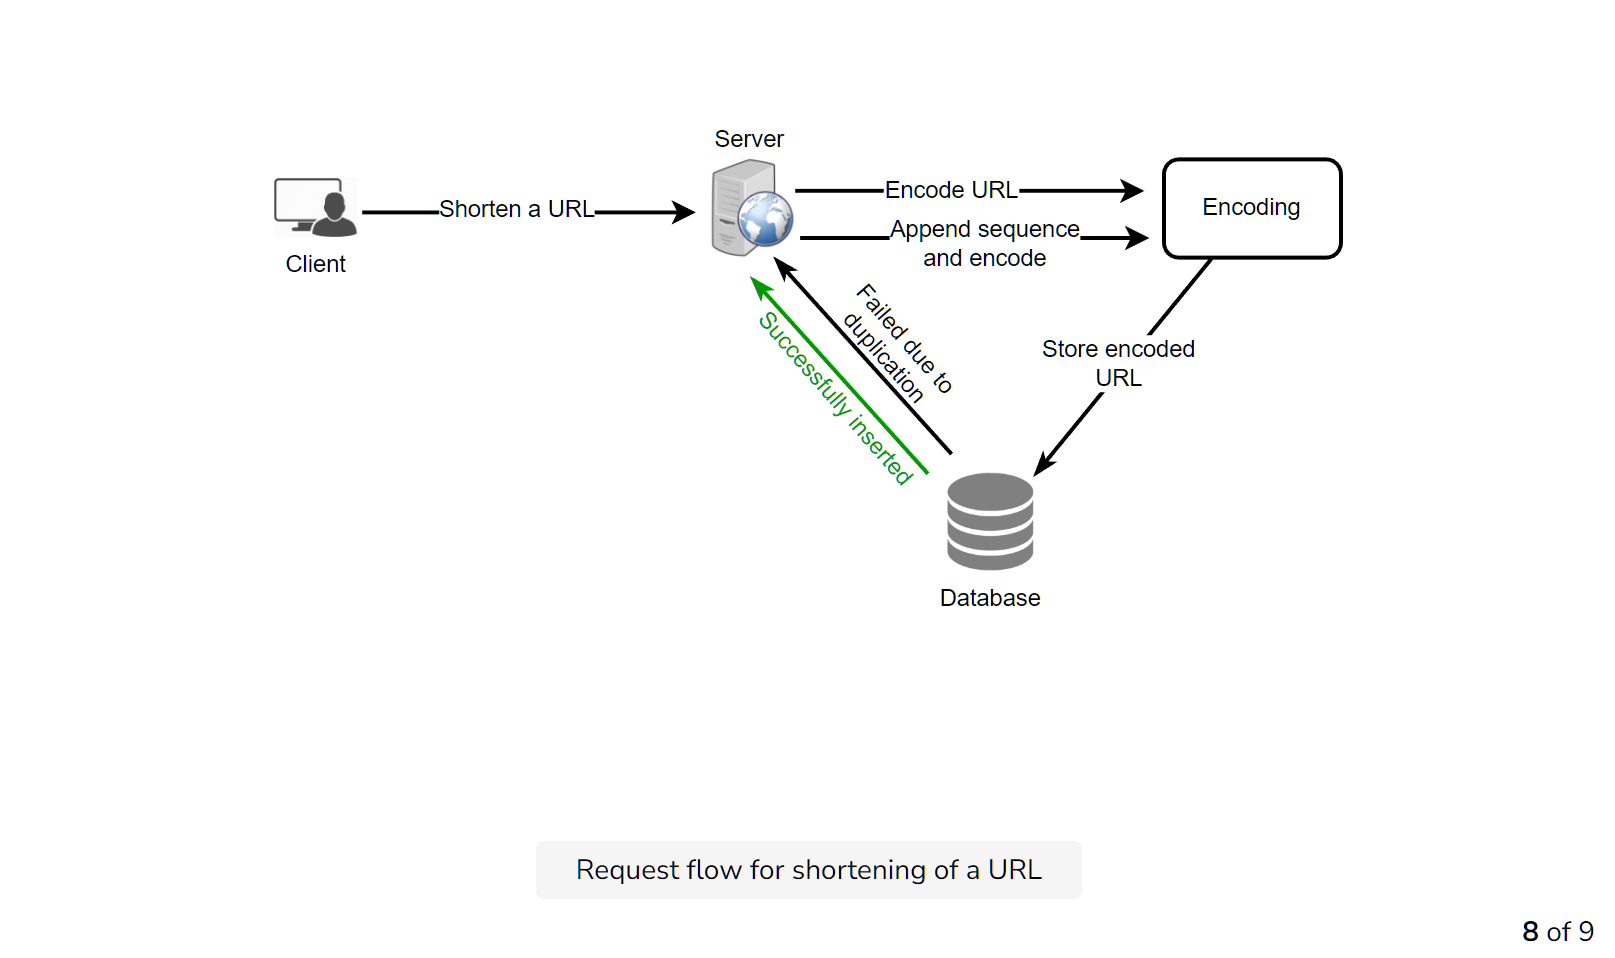 Server
Encode URL
Encoding
Shorten a URL
Append sequence
and encode
Client
Failed due to
duplication
Successfully inserted
Store encoded
URL
Database
Request flow for shortening of a URL
8 of 9